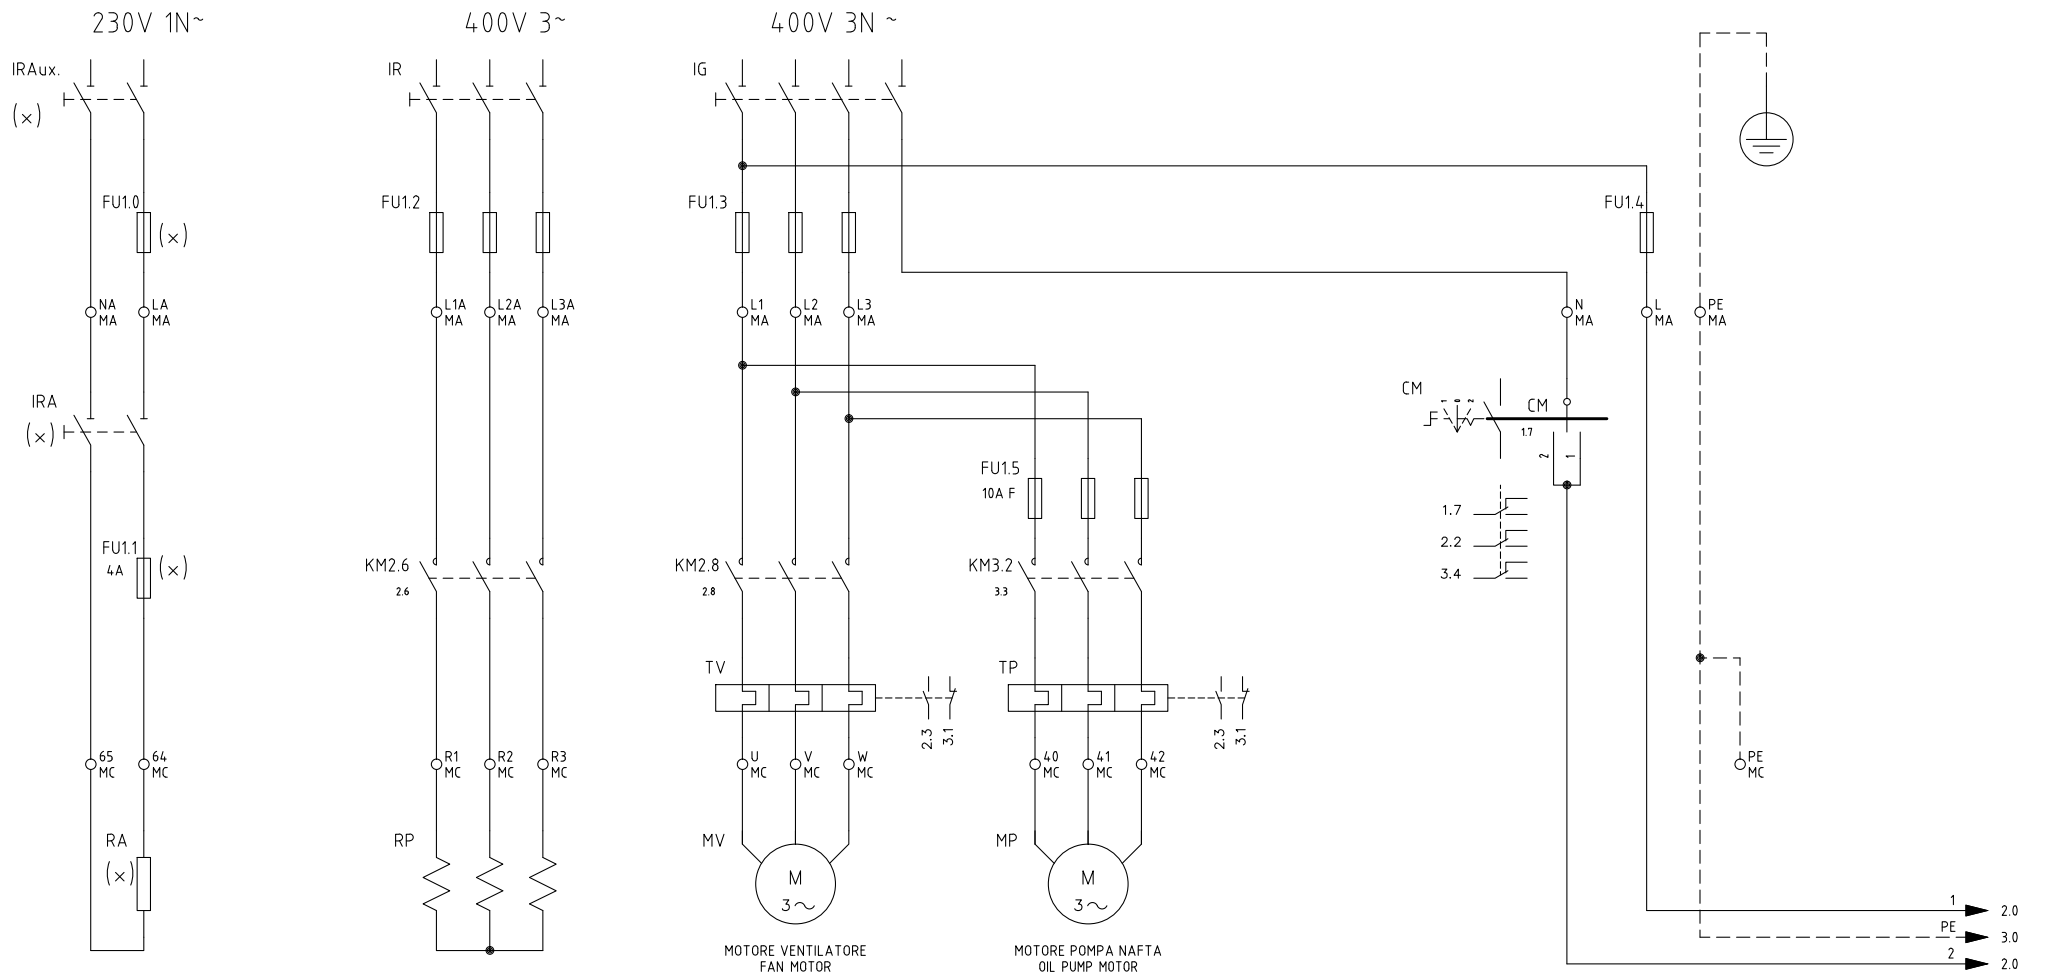 230V 1N~
400V 3~
400V 3N ~
IRAux.
IR
IG
(x)
FU1.0
FU1.2
FU1.3
FU1.4
(x)
NA
MA
LA
MA
L1A
MA
L2A
MA
L3A
MA
L1
MA
L2
MA
L3
MA
N
MA
L
MA
PE
MA
IRA
(x)
CM
1 0 2
CM
1.7
2
1
FU1.5
10A F
1.7
2.2
3.4
FU1.1
4A
(x)
KM2.6
2.6
KM2.8
2.8
KM3.2
3.3
TV
TP
2.3
3.1
2.3
3.1
65
MC
64
MC
R1
MC
R2
MC
R3
MC
U
MC
V
MC
W
MC
40
MC
41
MC
42
MC
PE
MC
RA
(x)
RP
MV
MP
M
3~
M
3~
1
2.0
PE
3.0
2
2.0
MOTORE VENTILATORE
FAN MOTOR
MOTORE POMPA NAFTA
OIL PUMP MOTOR